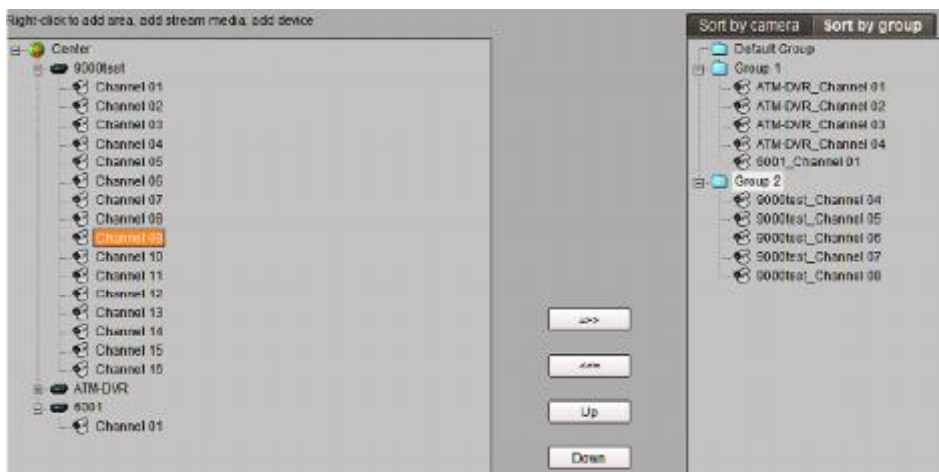 Right-click to add area, add stream media, add device
Center
9000test
Channel 01
Channel 02
Channel 03
Channel 04
Channel 05
Channel 06
Channel 07
Channel 08
Channel 09
Channel 10
Channel 11
Channel 12
Channel 13
Channel 14
Channel 15
Channel 16
ATM-DVR
6001
Channel 01
Up
Down
Sort by camera
Sort by group
Default Group
Group 1
ATM-DVR_Channel 01
ATM-DVR_Channel 02
ATM-DVR_Channel 03
ATM-DVR_Channel 04
6001_Channel 01
Group 2
9000test_Channel 04
9000test_Channel 05
9000test_Channel 06
9000test_Channel 07
9000test_Channel 08